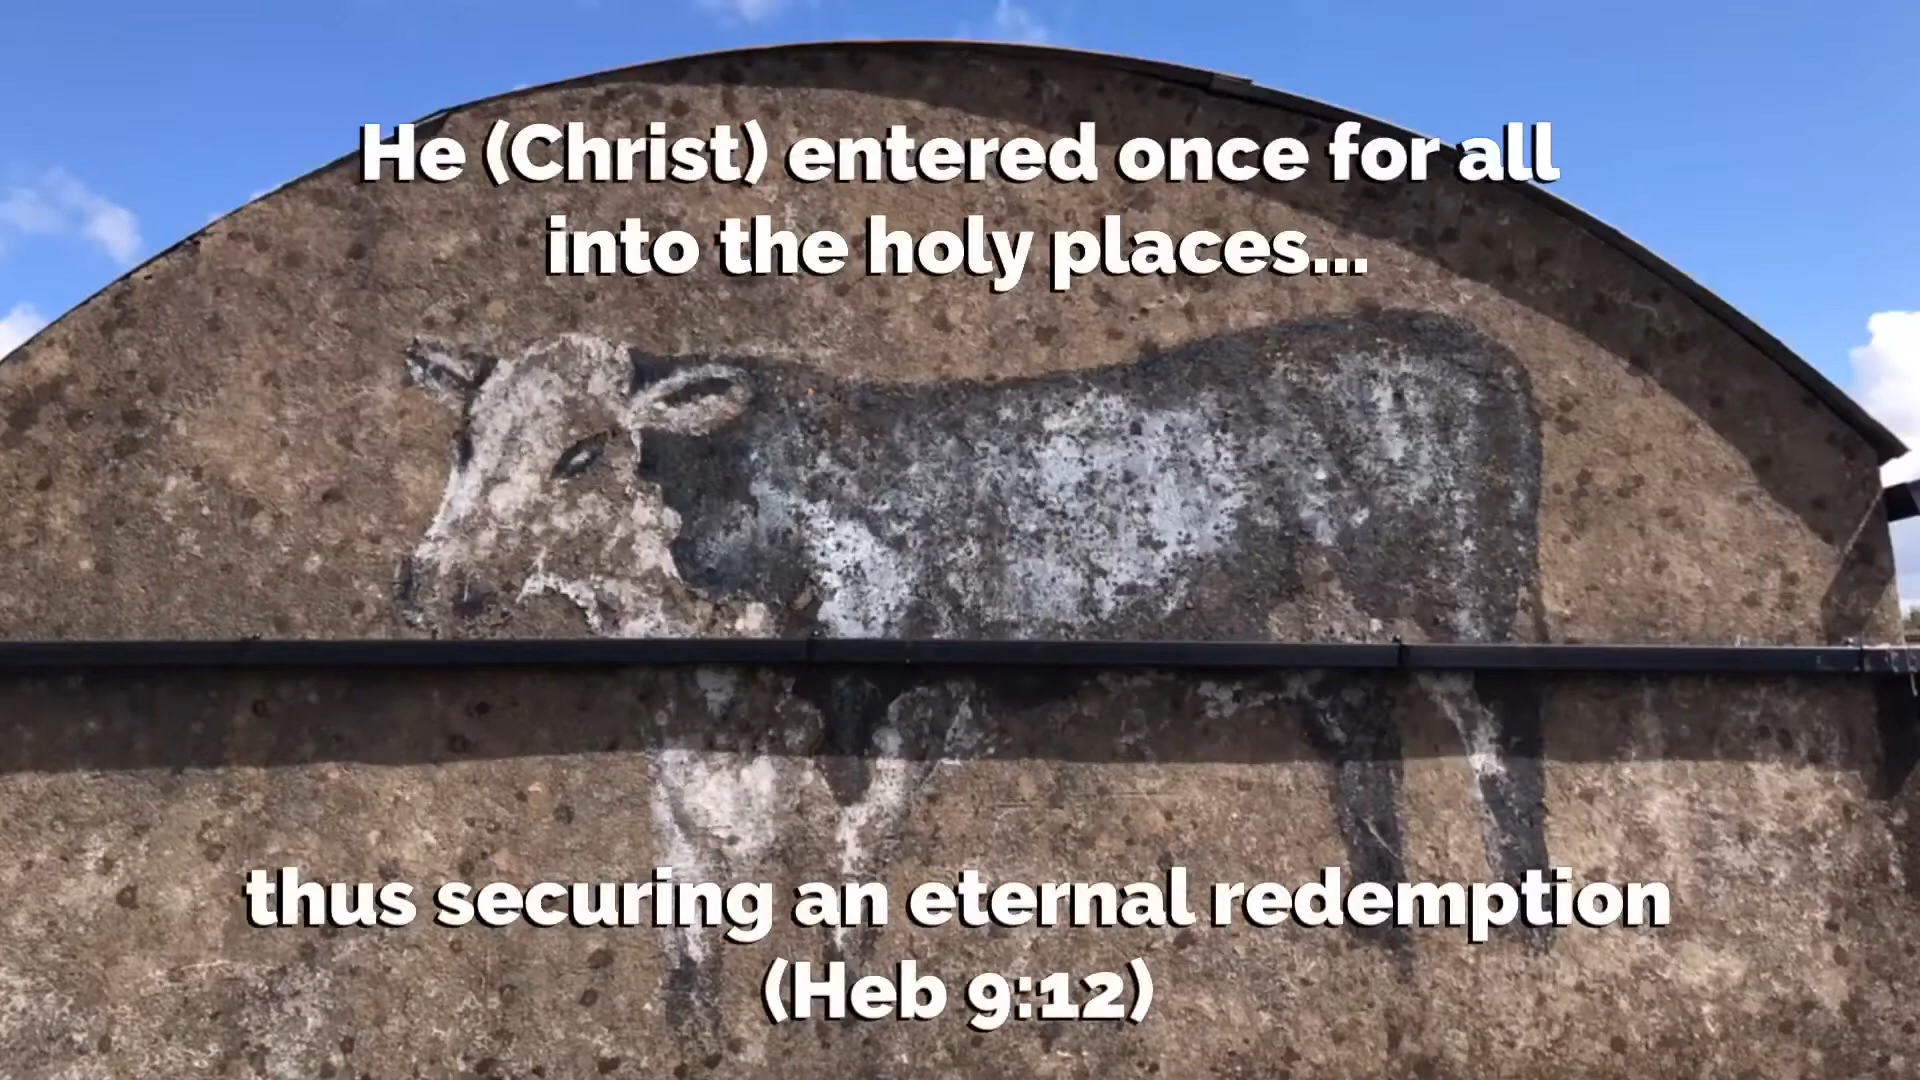 He (Christ) entered once for all
into the holy places...
thus securing an eternal redemption
(Heb 9:12)